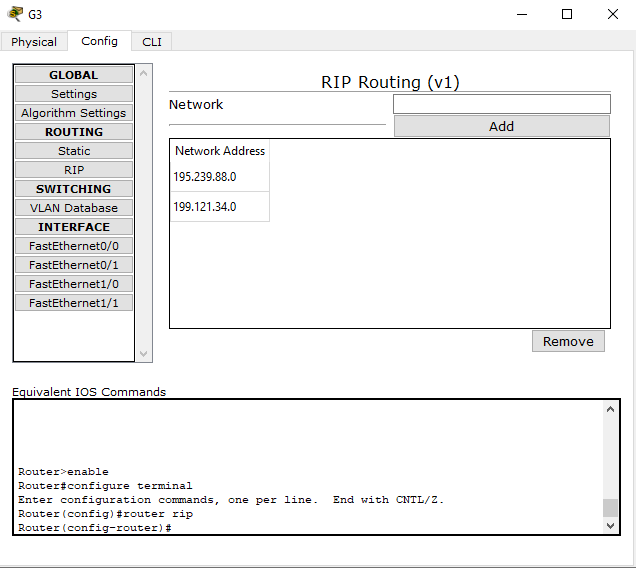 G3
Physical
Config
CLI
GLOBAL
Settings
Algorithm Settings
ROUTING
Static
RIP
SWITCHING
VLAN Database
INTERFACE
FastEthernet0/0
FastEthernet0/1
FastEthernet1/0
FastEthernet1/1
RIP Routing (v1)
Network
Add
Network Address
195.239.88.0
199.121.34.0
Remove
Equivalent IOS Commands
Router>enable
Router#configure terminal
Enter configuration commands, one per line.  End with CNTL/Z.
Router(config)#router rip
Router(config-router)#